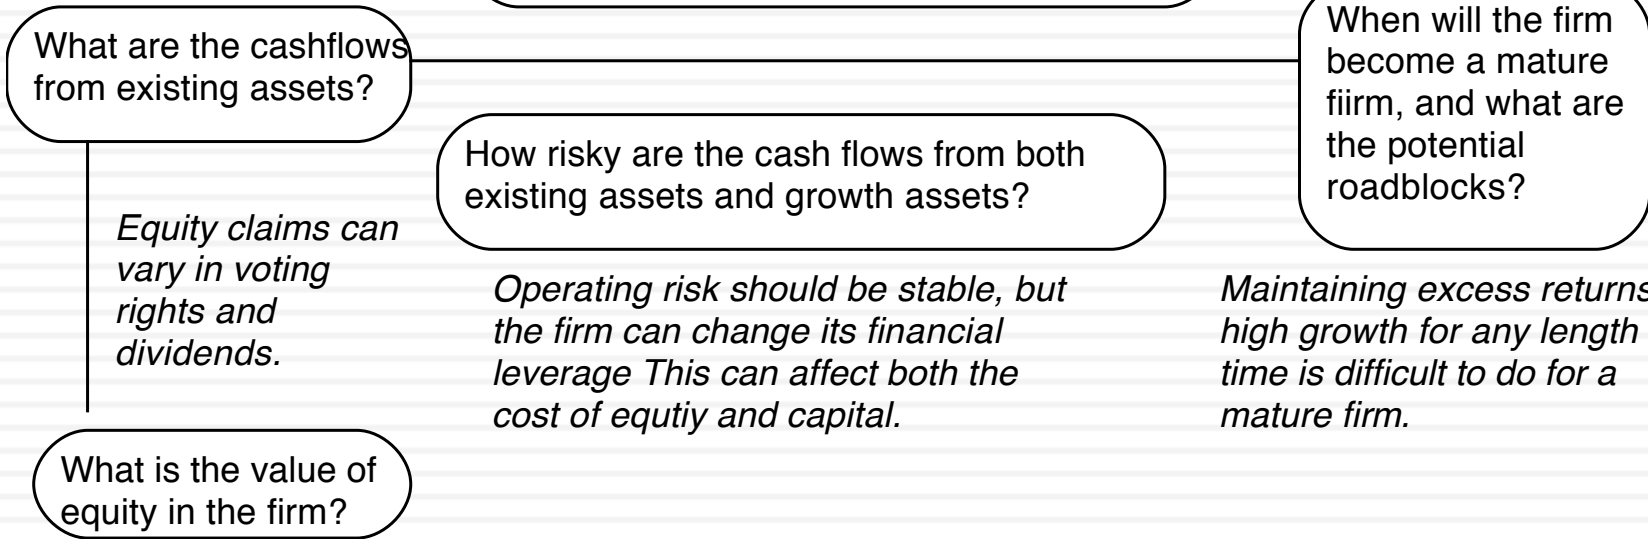 What are the cashflows
from existing assets?
When will the firm
become a mature
fiirm, and what are
the potential
roadblocks?
How risky are the cash flows from both
existing assets and growth assets?
Equity claims can
vary in voting
rights and
dividends.
Operating risk should be stable, but
the firm can change its financial
leverage This can affect both the
cost of equtiy and capital.
Maintaining excess returns
high growth for any length
time is difficult to do for a
mature firm.
What is the value of
equity in the firm?